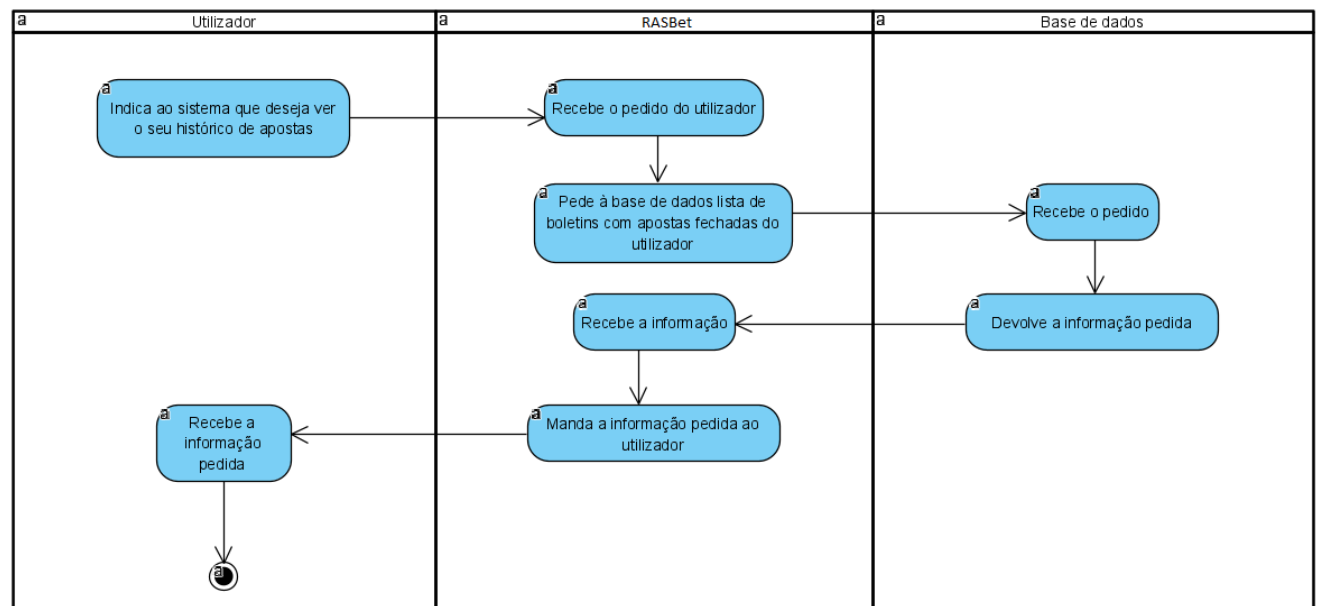 a Utilizador
a RASBet
a Base de dados
a
Indica ao sistema que deseja ver
o seu histórico de apostas
a
Recebe o pedido do utilizador
a
Pede à base de dados lista de
boletins com apostas fechadas do
utilizador
a
Recebe o pedido
a
Devolve a informação pedida
a
Recebe a informação
a
Manda a informação pedida ao
utilizador
a
Recebe a
informação
pedida
a